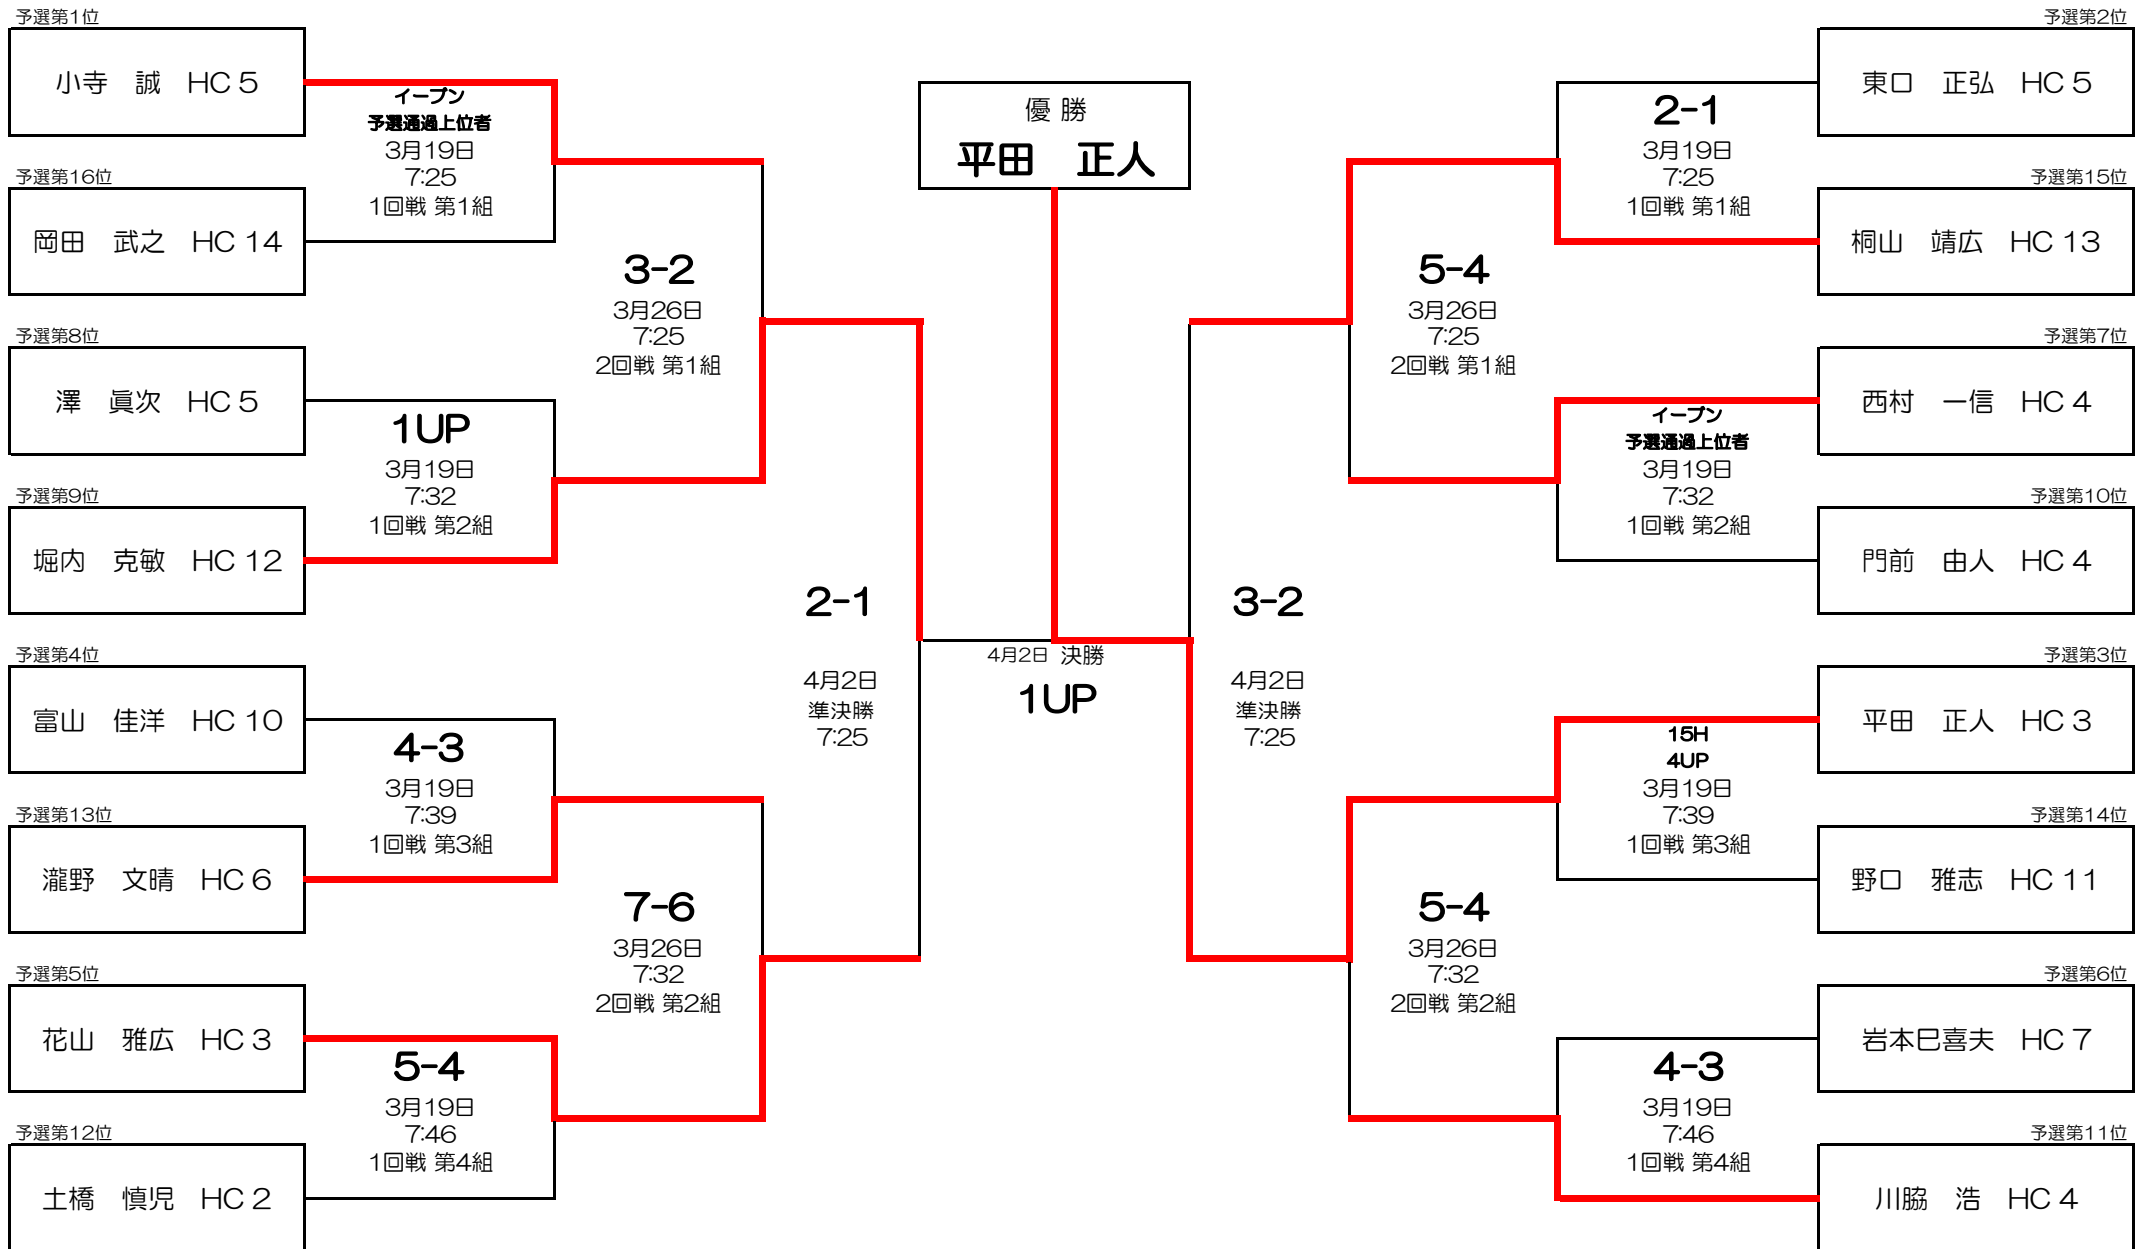 予選第1位
小寺　誠　HC 5
イーブン
予選通過上位者
3月19日
7:25
1回戦 第1組
予選第16位
岡田　武之　HC 14
3-2
3月26日
7:25
2回戦 第1組
予選第8位
澤　眞次　HC 5
1UP
3月19日
7:32
1回戦 第2組
予選第9位
堀内　克敏　HC 12
2-1
4月2日
準決勝
7:25
予選第4位
富山　佳洋　HC 10
4-3
3月19日
7:39
1回戦 第3組
予選第13位
瀧野　文晴　HC 6
7-6
3月26日
7:32
2回戦 第2組
予選第5位
花山　雅広　HC 3
5-4
3月19日
7:46
1回戦 第4組
予選第12位
土橋　慎児　HC 2
優 勝
平田　正人
4月2日 決勝
1UP
予選第2位
東口　正弘　HC 5
2-1
3月19日
7:25
1回戦 第1組
予選第15位
桐山　靖広　HC 13
5-4
3月26日
7:25
2回戦 第1組
予選第7位
西村　一信　HC 4
イーブン
予選通過上位者
3月19日
7:32
1回戦 第2組
予選第10位
門前　由人　HC 4
3-2
4月2日
準決勝
7:25
予選第3位
平田　正人　HC 3
15H
4UP
3月19日
7:39
1回戦 第3組
予選第14位
野口　雅志　HC 11
5-4
3月26日
7:32
2回戦 第2組
予選第6位
岩本巳喜夫　HC 7
4-3
3月19日
7:46
1回戦 第4組
予選第11位
川脇　浩　HC 4